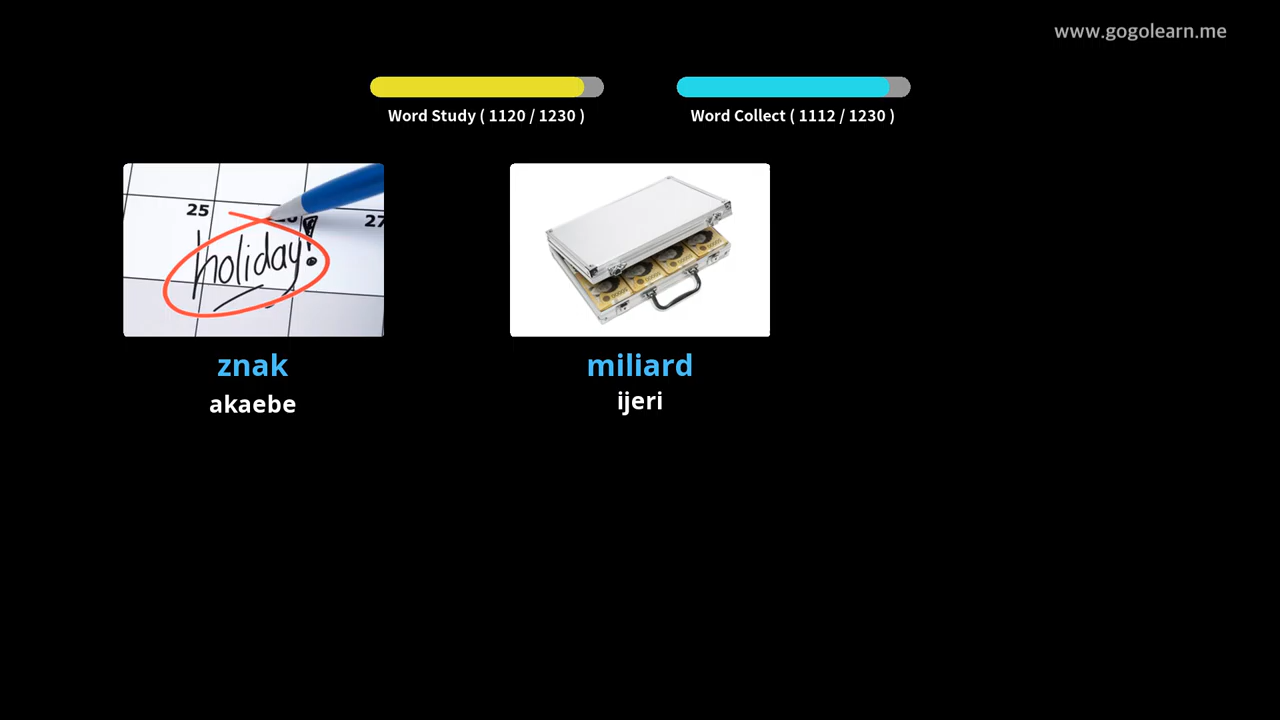 www.gogolearn.me
Word Study ( 1120 / 1230 )
Word Collect ( 1112 / 1230 )
25
27
holiday!
znak
akaebe
miliard
ijeri